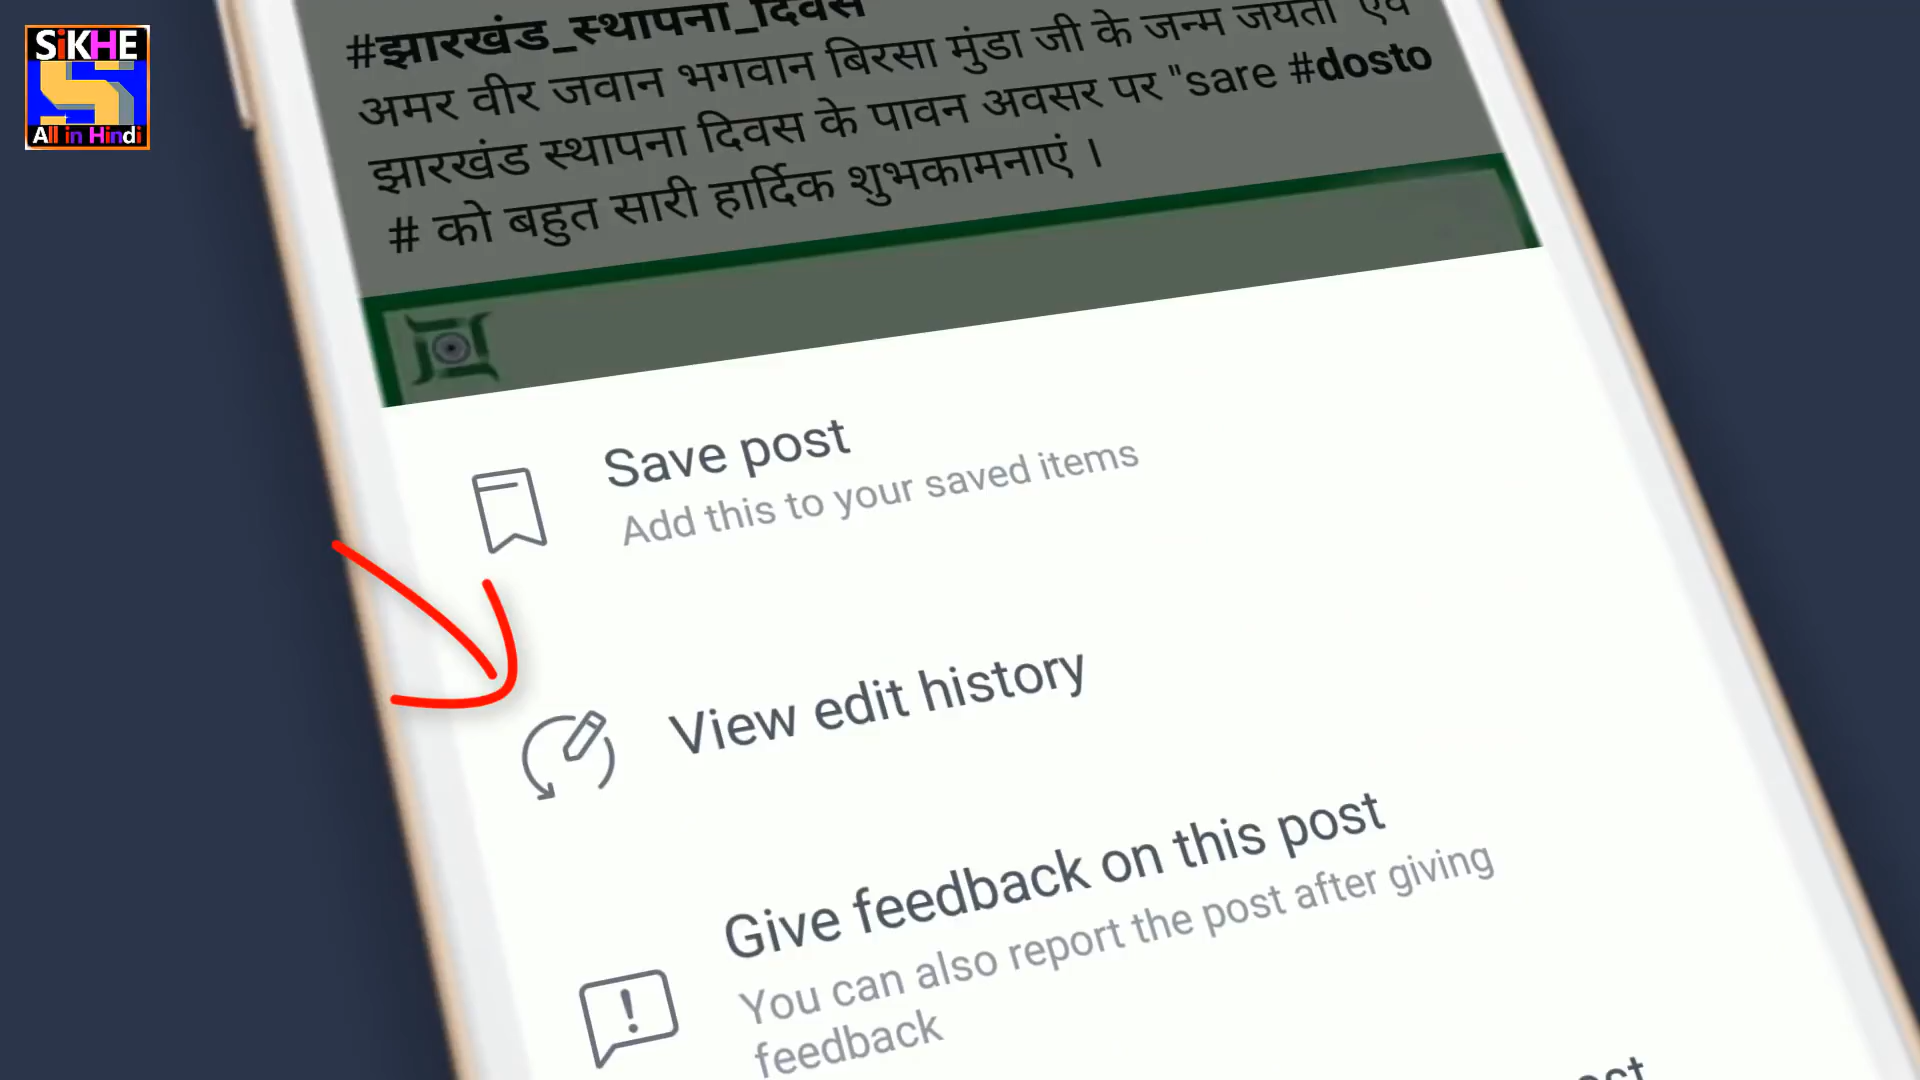 SiKHE
All in Hindi
#झारखंड_स्थापना_दिवस
अमर वीर जवान भगवान बिरसा मुंडा जी के जन्म जयंती एवं
झारखंड स्थापना दिवस के पावन अवसर पर "sare #dosto
# को बहुत सारी हार्दिक शुभकामनाएं ।
Save post
Add this to your saved items
View edit history
Give feedback on this post
You can also report the post after giving
feedback